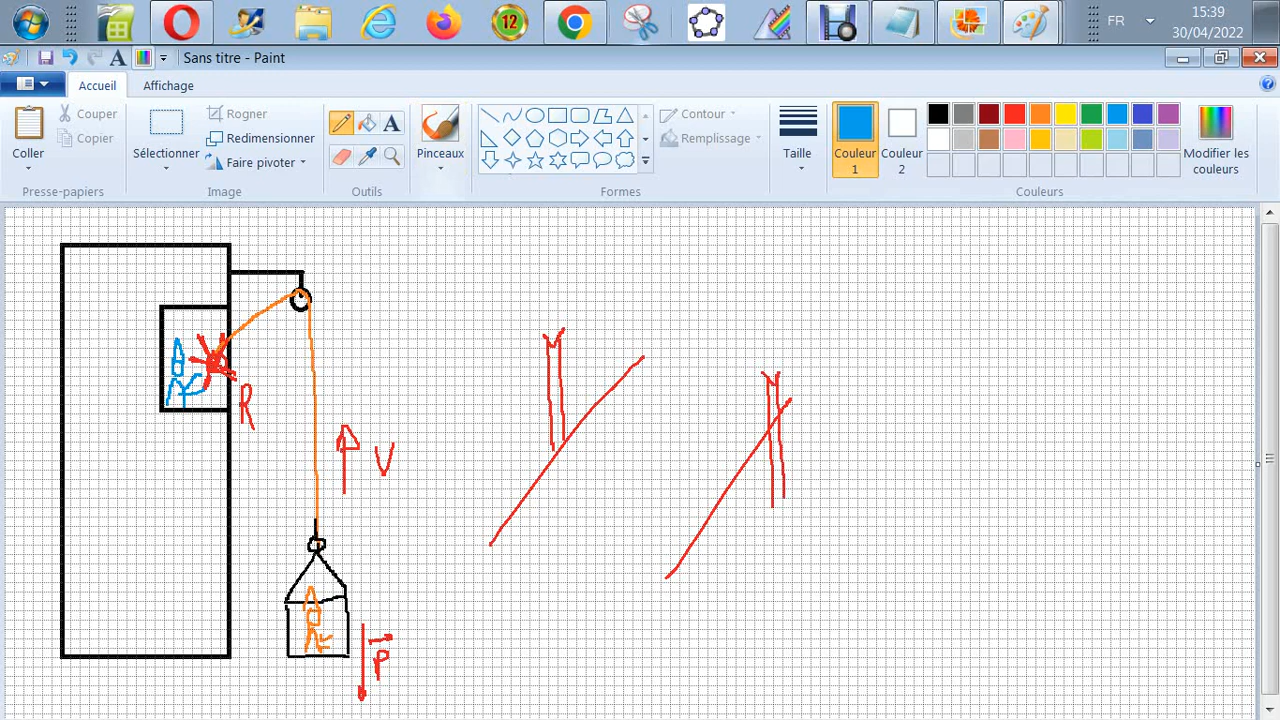 12
FR
15:39
30/04/2022
A
Sans titre - Paint
Accueil
Affichage
Coller
Couper
Copier
Presse-papiers
Sélectionner
Rogner
Redimensionner
Faire pivoter
Image
A
Outils
Pinceaux
Contour
Remplissage
Formes
Taille
Couleur
1
Couleur
2
Modifier les
couleurs
Couleurs
R
V
P